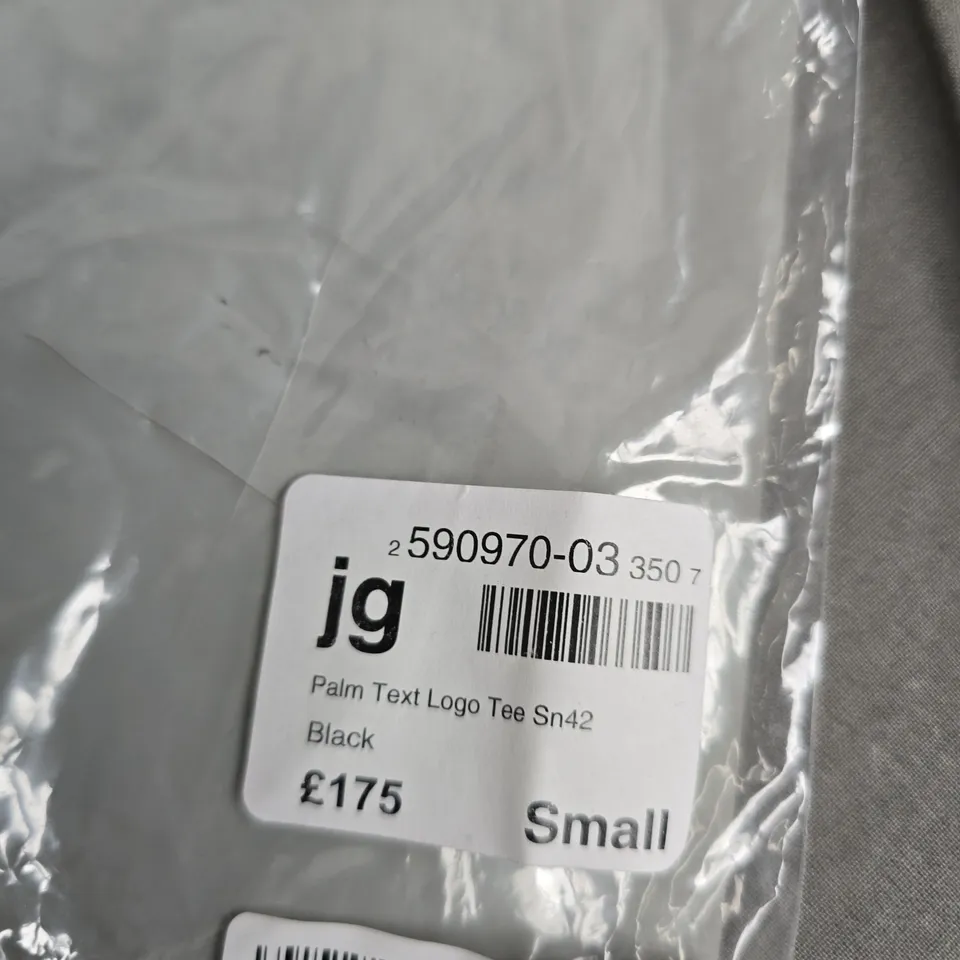 2 590970-03 350 7
jg
Palm Text Logo Tee Sn42
Black
£175
Small